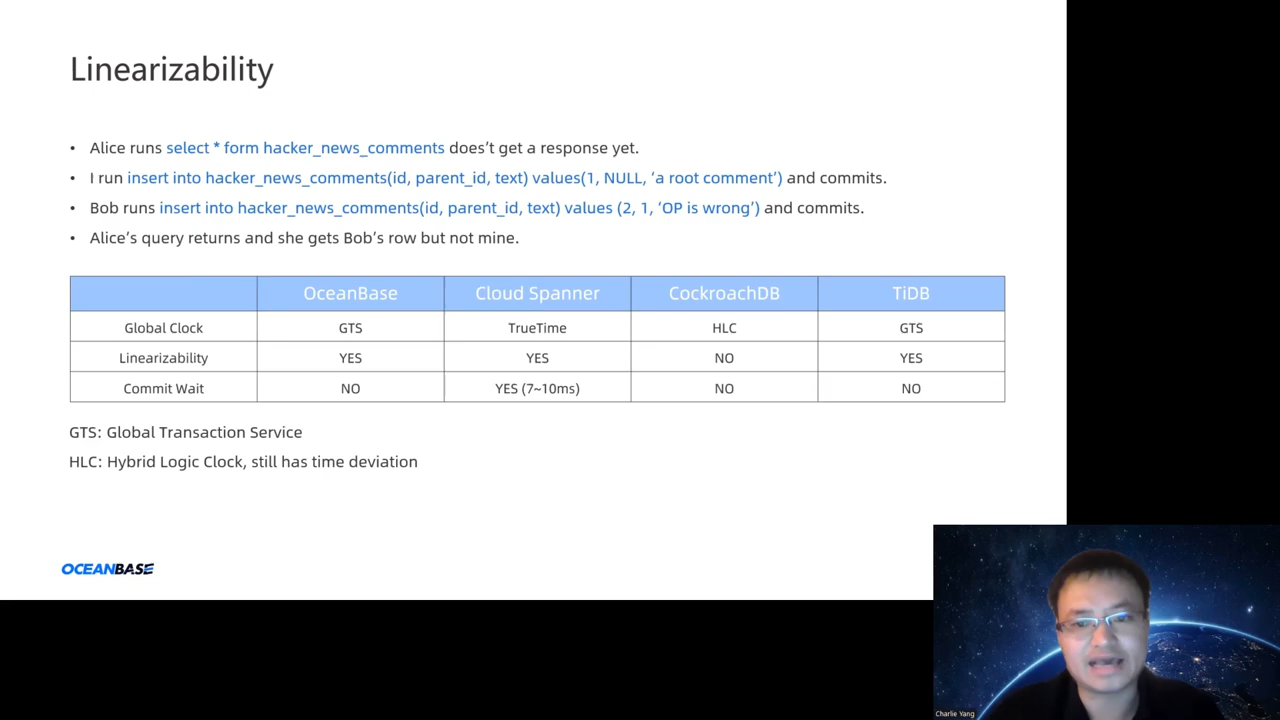 Linearizability
• Alice runs select * form hacker_news_comments does’t get a response yet.
• I run insert into hacker_news_comments(id, parent_id, text) values(1, NULL, ‘a root comment’) and commits.
• Bob runs insert into hacker_news_comments(id, parent_id, text) values (2, 1, ‘OP is wrong’) and commits.
• Alice’s query returns and she gets Bob’s row but not mine.
OceanBase Cloud Spanner CockroachDB TiDB
Global Clock GTS TrueTime HLC GTS
Linearizability YES YES NO YES
Commit Wait NO YES (7~10ms) NO NO
GTS: Global Transaction Service
HLC: Hybrid Logic Clock, still has time deviation
OCEANBASE
Charlie Yang